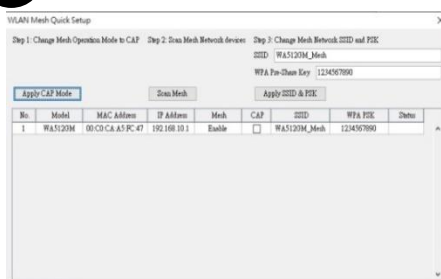 WLAN Mesh Quick Setup
Step 1: Change Mesh Operation Mode to CAP Step 2: Scan Mesh Network devices Step 3: Change Mesh Network SSID and PSK
SSID WA512GM_Mesh
WPA Pre-Share Key 1234567890
Apply CAP Mode Scan Mesh Apply SSID & PSK
No. Model MAC Address IP Address Mesh CAP SSID WPA PSK Status
1 WA512GM 00:C0:CA:A5:FC:47 192.168.10.1 Enable WA512GM_Mesh 1234567890